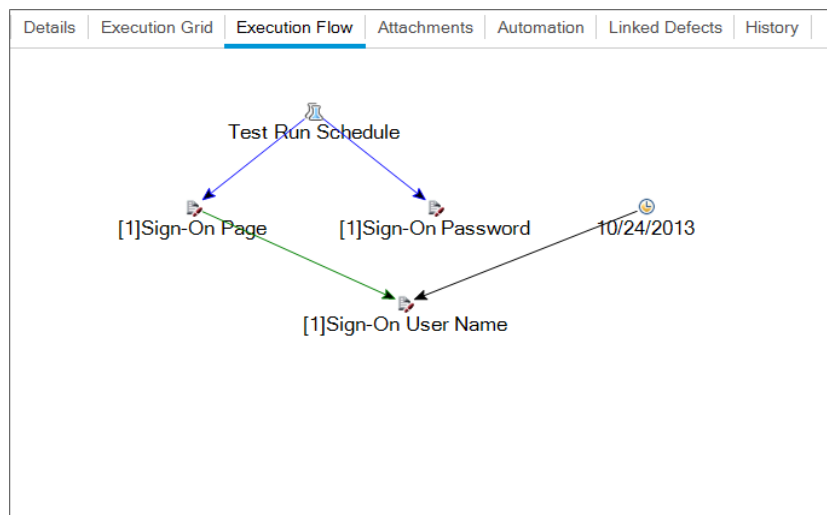 Details Execution Grid Execution Flow Attachments Automation Linked Defects History
Test Run Schedule
[1]Sign-On Page [1]Sign-On Password 10/24/2013
[1]Sign-On User Name